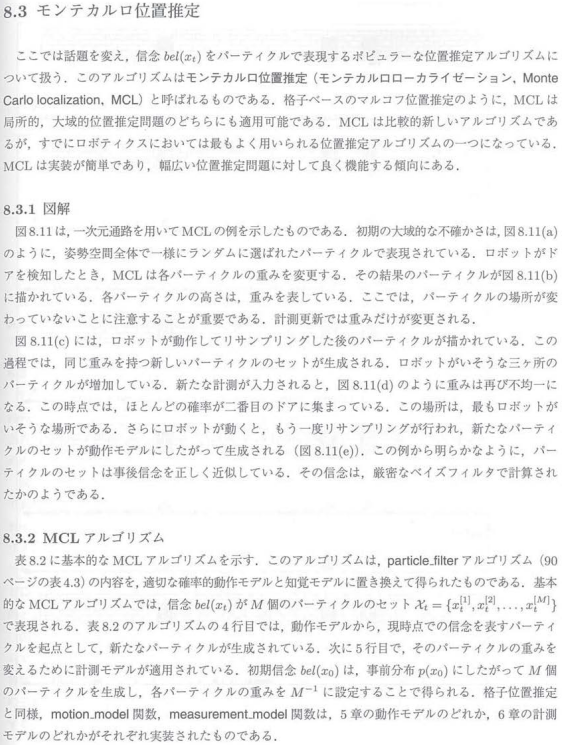 8.3 モンテカルロ位置推定
ここでは話題を変え，信念 bel(xt) をパーティクルで表現するポピュラーな位置推定アルゴリズムに
ついて扱う．このアルゴリズムはモンテカルロ位置推定（モンテカルロローカライゼーション，Monte
Carlo localization，MCL）と呼ばれるものである．格子ベースのマルコフ位置推定のように，MCL は
局所的，大域的位置推定問題のどちらにも適用可能である．MCL は比較的新しいアルゴリズムであ
るが，すでにロボティクスにおいては最もよく用いられる位置推定アルゴリズムの一つになっている．
MCL は実装が簡単であり，幅広い位置推定問題に対して良く機能する傾向にある．
8.3.1 図解
図8.11 は，一次元通路を用いて MCL の例を示したものである．初期の大域的な不確かさは，図8.11(a)
のように，姿勢空間全体で一様にランダムに選ばれたパーティクルで表現されている．ロボットがド
アを検知したとき，MCL は各パーティクルの重みを変更する．その結果のパーティクルが図8.11(b)
に描かれている．各パーティクルの高さは，重みを表している．ここでは，パーティクルの場所が変
わっていないことに注意することが重要である．計測更新では重みだけが変更される．
図8.11(c) には，ロボットが動作してリサンプリングした後のパーティクルが描かれている．この
過程では，同じ重みを持つ新しいパーティクルのセットが生成される．ロボットがいそうな三ヶ所の
パーティクルが増加している．新たな計測が入力されると，図8.11(d) のように重みは再び不均一に
なる．この時点では，ほとんどの確率が二番目のドアに集まっている．この場所は，最もロボットが
いそうな場所である．さらにロボットが動くと，もう一度リサンプリングが行われ，新たなパーティ
クルのセットが動作モデルにしたがって生成される（図8.11(e)）．この例から明らかなように，パー
ティクルのセットは事後信念を正しく近似している．その信念は，厳密なベイズフィルタで計算され
たかのようである．
8.3.2 MCL アルゴリズム
表8.2 に基本的な MCL アルゴリズムを示す．このアルゴリズムは，particle_filter アルゴリズム（90
ページの表4.3）の内容を，適切な確率的動作モデルと知覚モデルに置き換えて得られたものである．基本
的な MCL アルゴリズムでは，信念 bel(xt) が M 個のパーティクルのセット Xt = {xt[1], xt[2], ..., xt[M]}
で表現される．表8.2 のアルゴリズムの4行目では，動作モデルから，現時点での信念を表すパーティ
クルを起点として，新たなパーティクルが生成されている．次に5行目で，そのパーティクルの重みを
変えるために計測モデルが適用されている．初期信念 bel(x0) は，事前分布 p(x0) にしたがって M 個
のパーティクルを生成し，各パーティクルの重みを M−1 に設定することで得られる．格子位置推定
と同様，motion_model 関数，measurement_model 関数は，5章の動作モデルのどれか，6章の計測
モデルのどれかがそれぞれ実装されたものである．